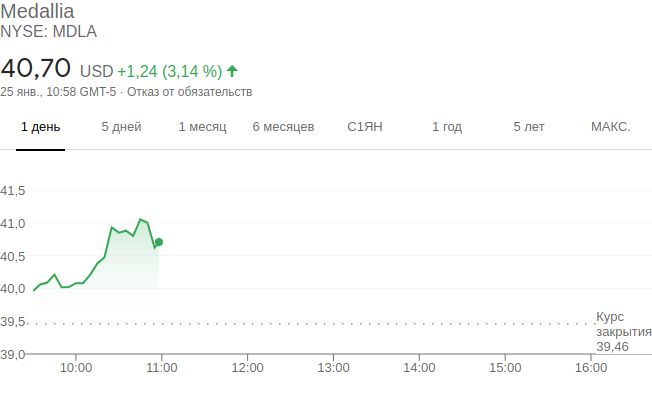 Medallia
NYSE: MDLA
40,70 USD +1,24 (3,14 %)
25 янв., 10:58 GMT-5 · Отказ от обязательств
1 день 5 дней 1 месяц 6 месяцев С1ЯН 1 год 5 лет МАКС.
41,5
41,0
40,5
40,0
39,5
39,0
Курс
закрытия
39,46
10:00 11:00 12:00 13:00 14:00 15:00 16:00